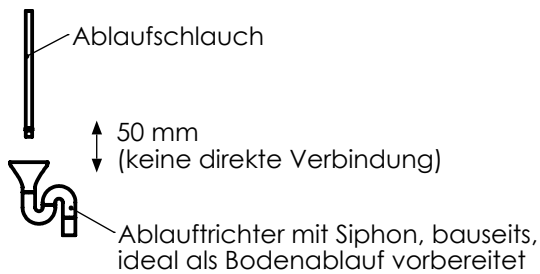 Ablaufschlauch
50 mm
(keine direkte Verbindung)
Ablauftrichter mit Siphon, bauseits,
ideal als Bodenablauf vorbereitet